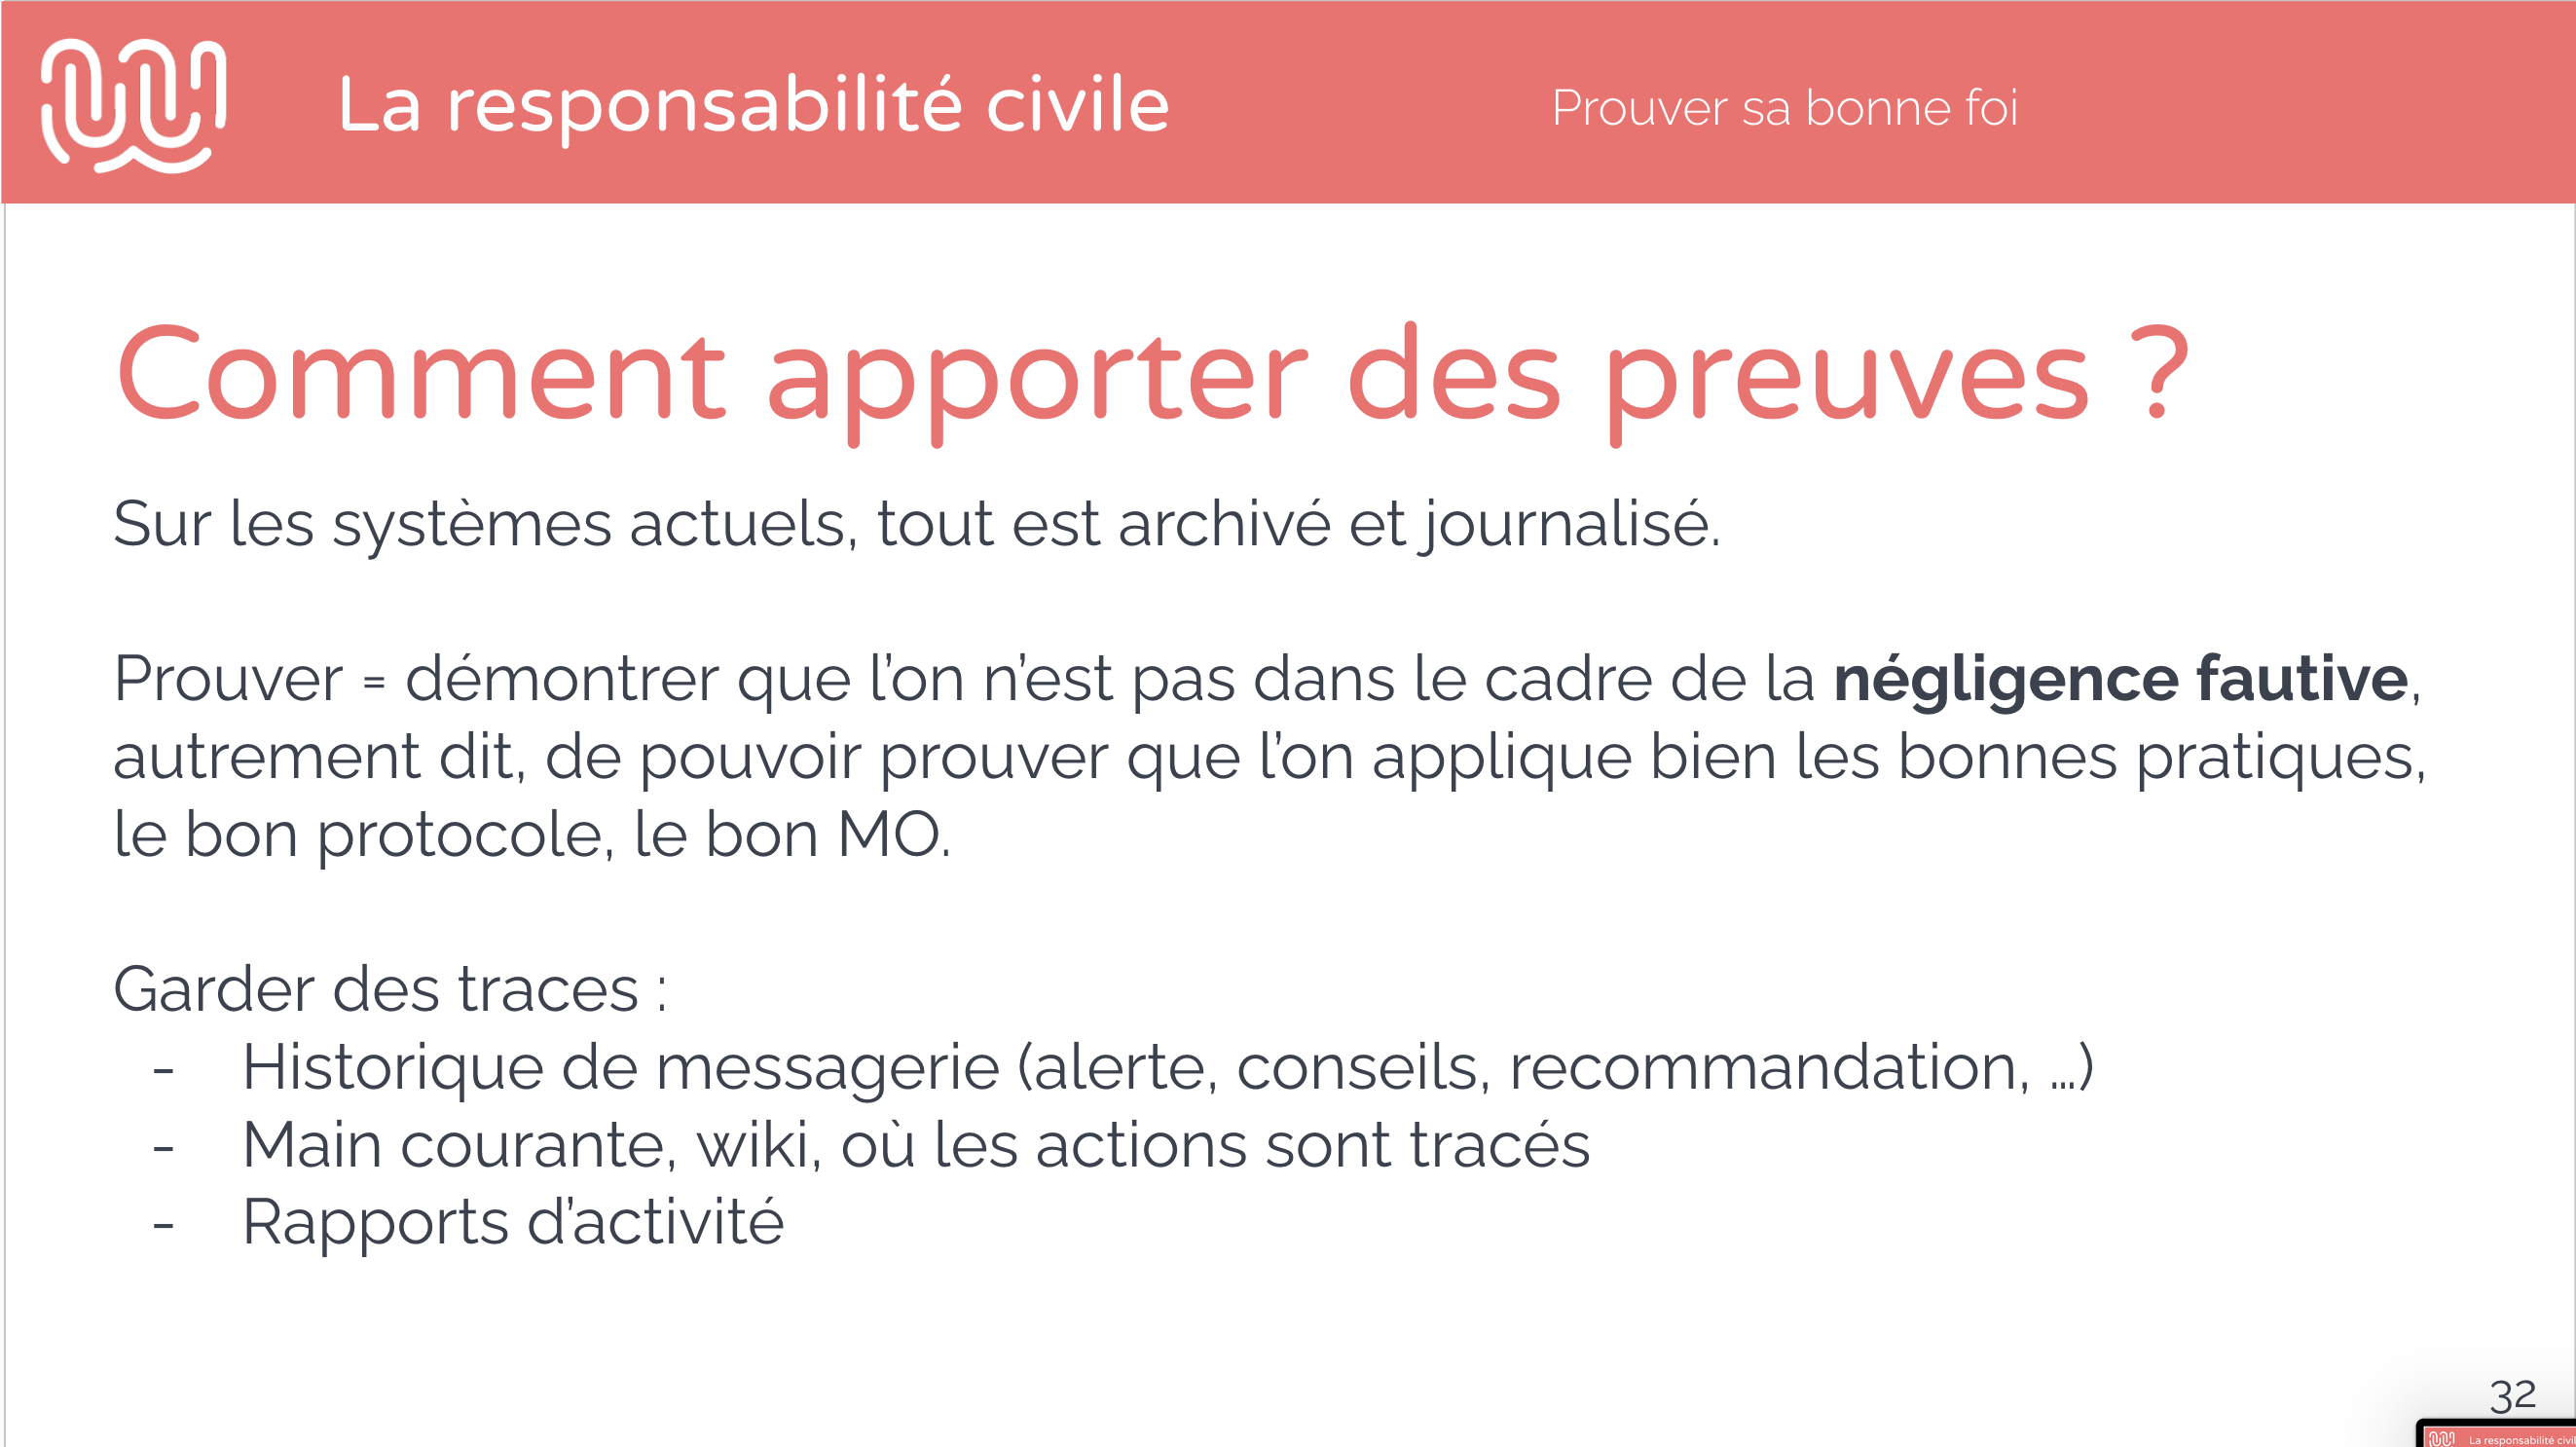 La responsabilité civile
Prouver sa bonne foi
Comment apporter des preuves ?
Sur les systèmes actuels, tout est archivé et journalisé.
Prouver = démontrer que l’on n’est pas dans le cadre de la négligence fautive,
autrement dit, de pouvoir prouver que l’on applique bien les bonnes pratiques,
le bon protocole, le bon MO.
Garder des traces :
- Historique de messagerie (alerte, conseils, recommandation, ...)
- Main courante, wiki, où les actions sont tracés
- Rapports d’activité
32
La responsabilité civil